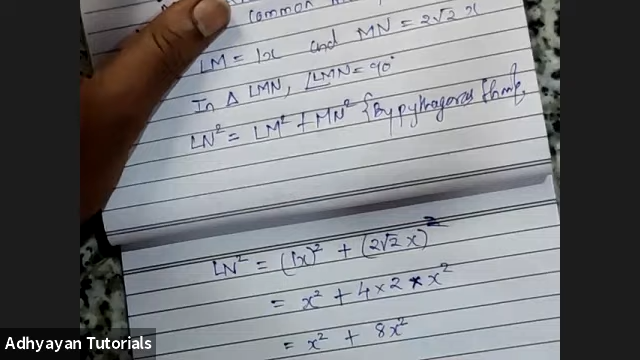 common
LM = 1x and MN = 2√2 x
In Δ LMN, ∠LMN = 90°
LN² = LM² + MN² {By pythagoras
LN² = (1x)² + (2√2 x)²
= x² + 4 × 2 × x²
= x² + 8x²
Adhyayan Tutorials